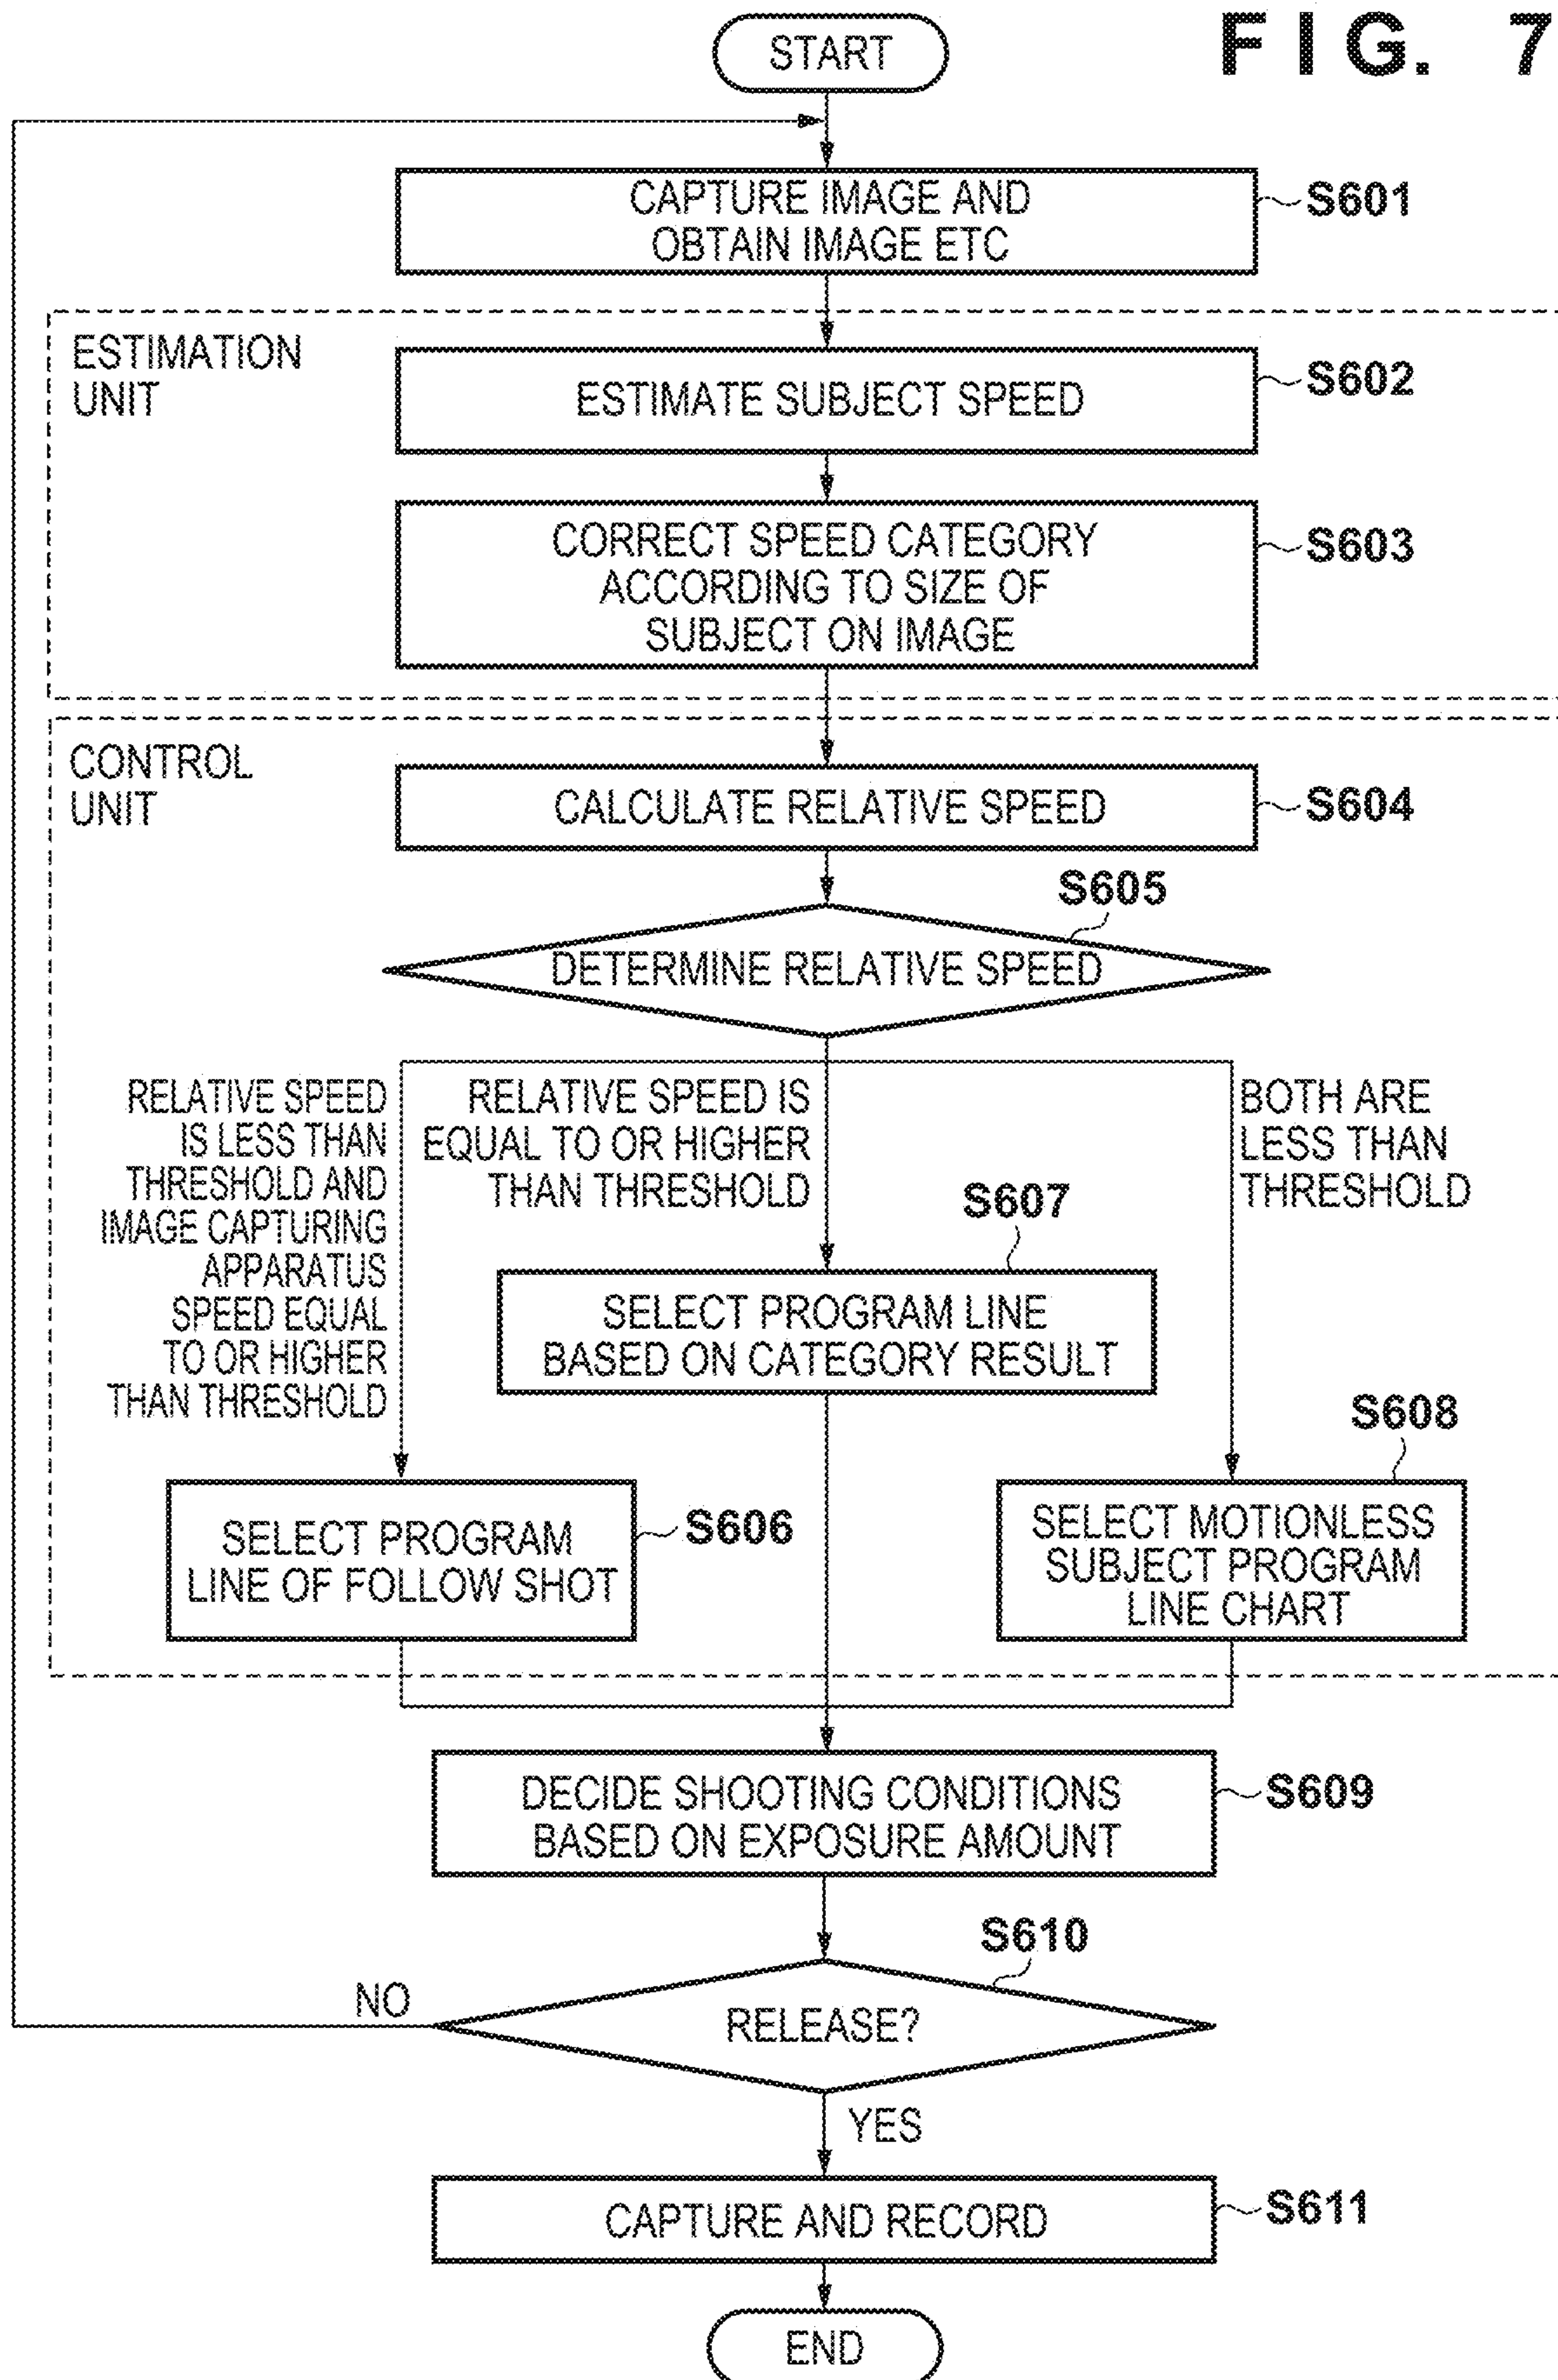 FIG. 7
START
CAPTURE IMAGE AND
OBTAIN IMAGE ETC
S601
ESTIMATION
UNIT
ESTIMATE SUBJECT SPEED
S602
CORRECT SPEED CATEGORY
ACCORDING TO SIZE OF
SUBJECT ON IMAGE
S603
CONTROL
UNIT
CALCULATE RELATIVE SPEED
S604
S605
DETERMINE RELATIVE SPEED
RELATIVE SPEED
IS LESS THAN
THRESHOLD AND
IMAGE CAPTURING
APPARATUS
SPEED EQUAL
TO OR HIGHER
THAN THRESHOLD
RELATIVE SPEED IS
EQUAL TO OR HIGHER
THAN THRESHOLD
BOTH ARE
LESS THAN
THRESHOLD
S607
SELECT PROGRAM LINE
BASED ON CATEGORY RESULT
S608
SELECT PROGRAM
LINE OF FOLLOW SHOT
S606
SELECT MOTIONLESS
SUBJECT PROGRAM
LINE CHART
DECIDE SHOOTING CONDITIONS
BASED ON EXPOSURE AMOUNT
S609
S610
NO
RELEASE?
YES
CAPTURE AND RECORD
S611
END